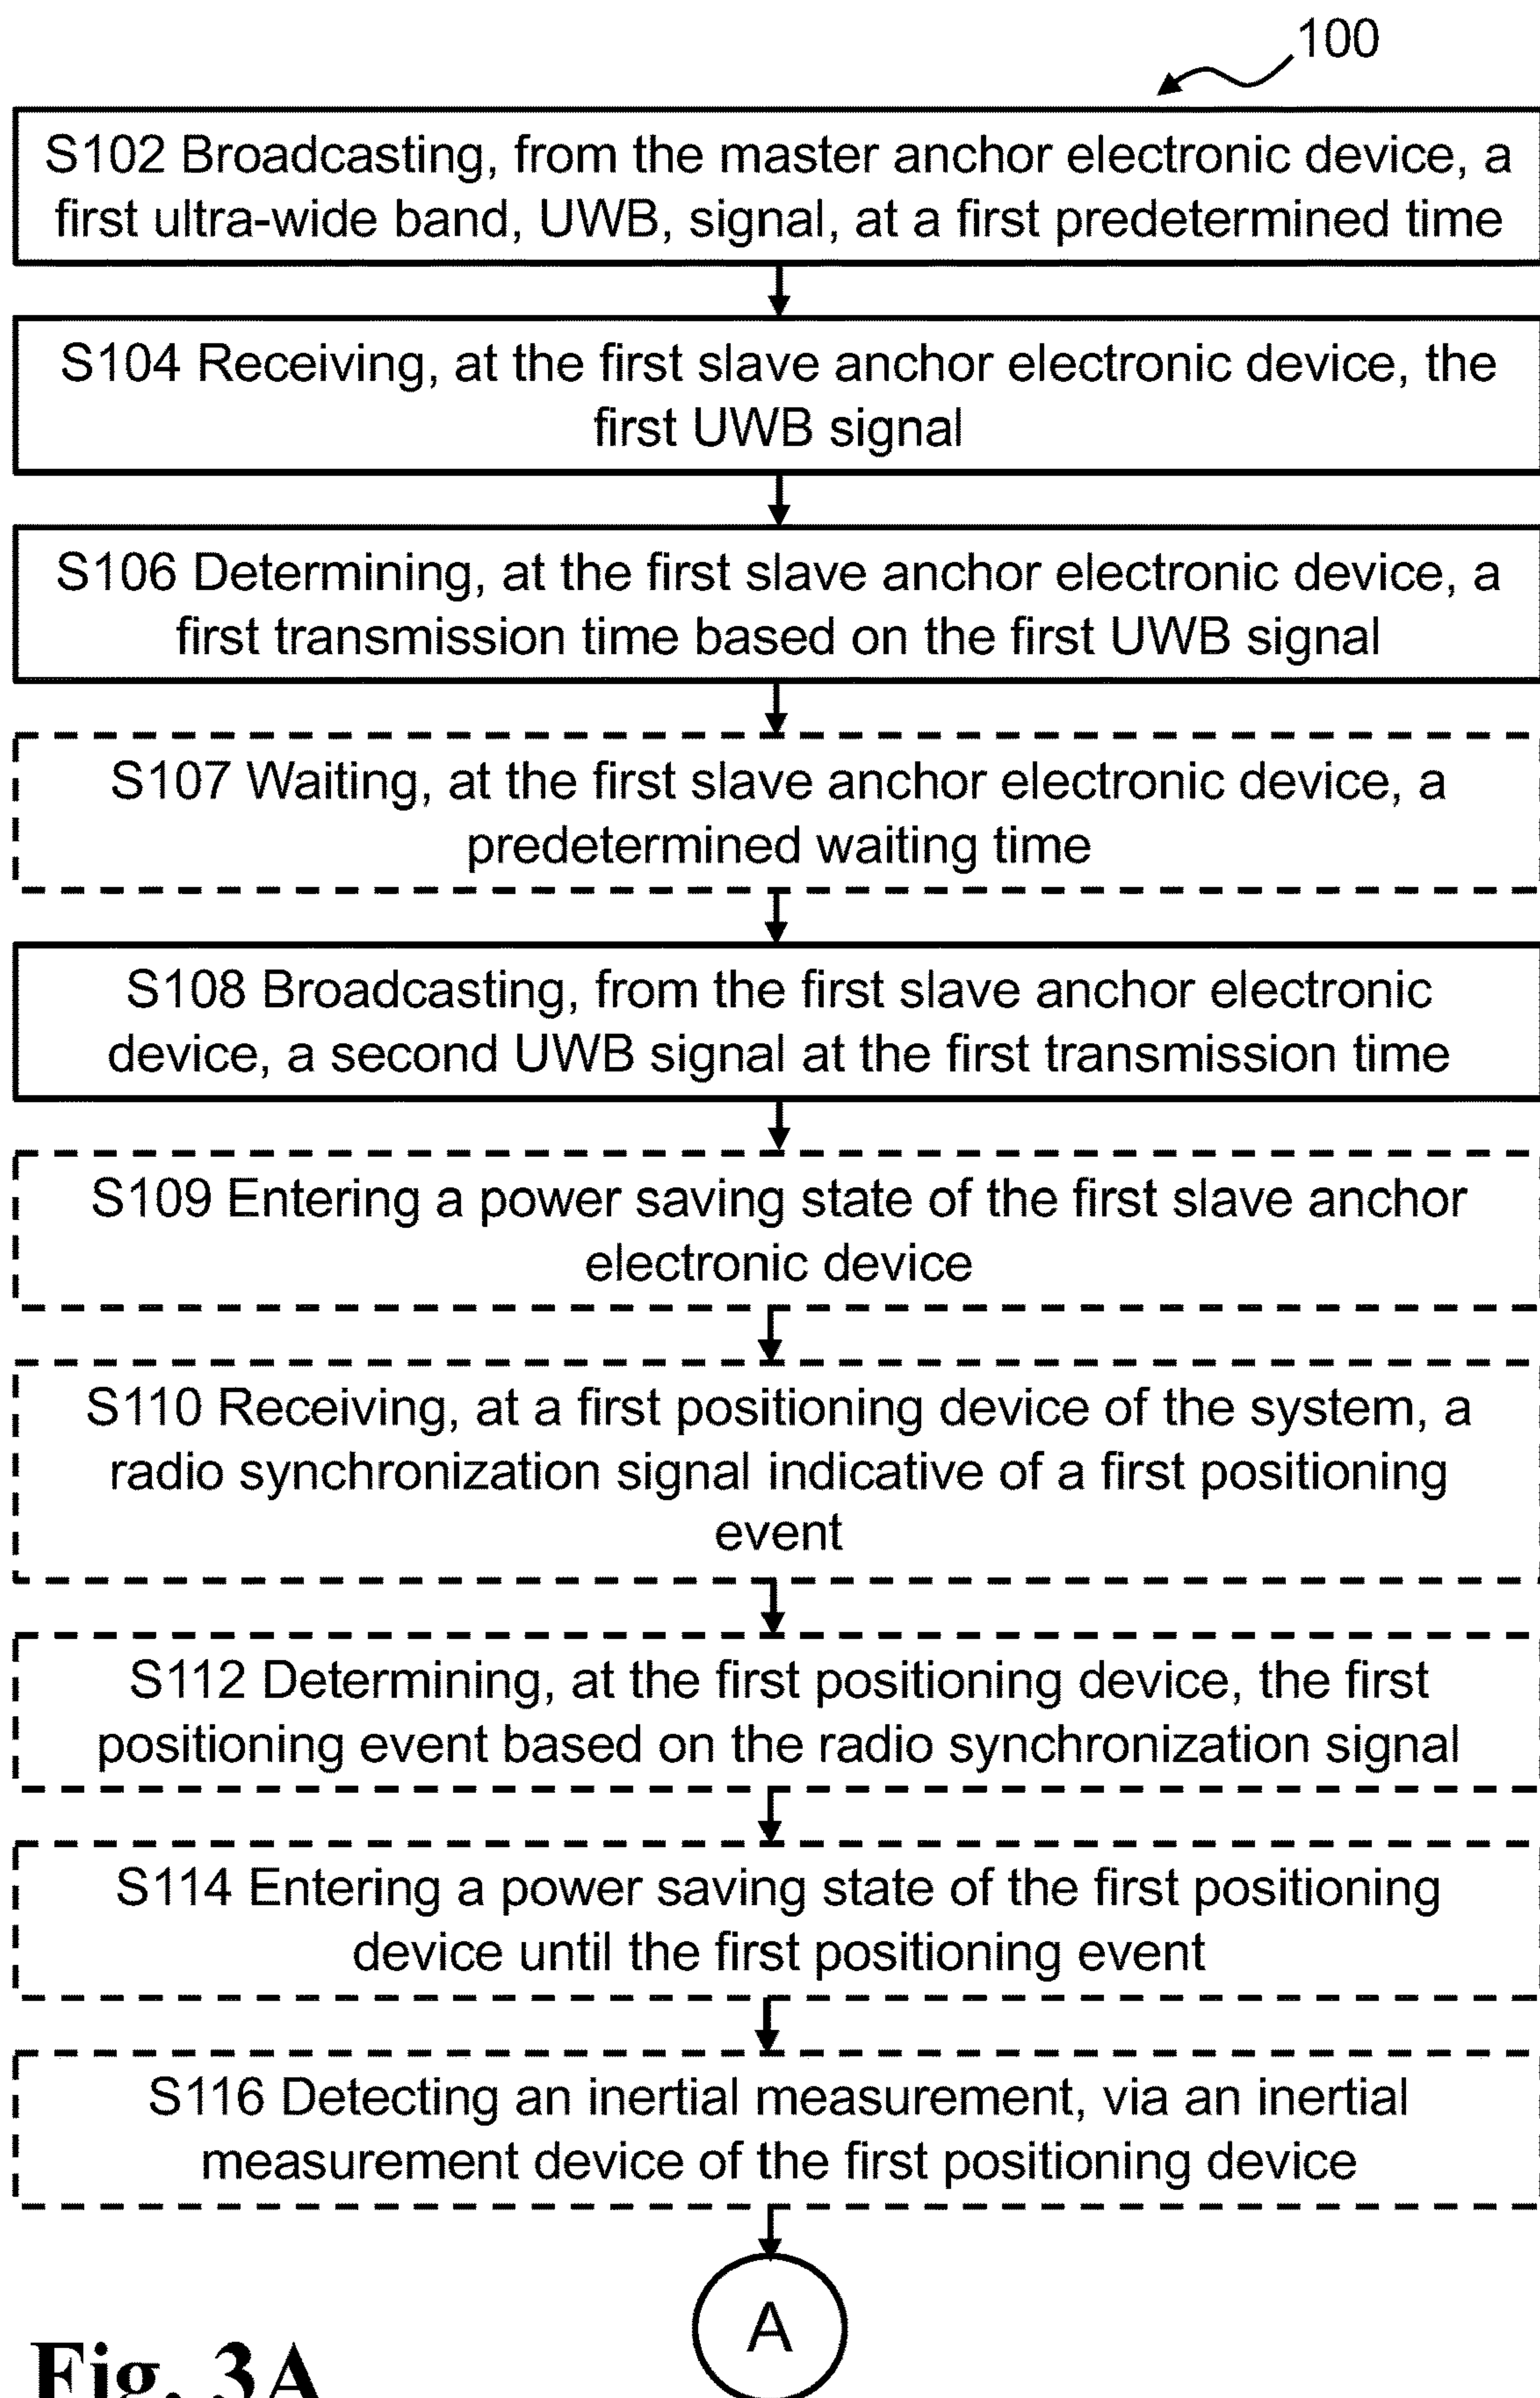 100
S102 Broadcasting, from the master anchor electronic device, a
first ultra-wide band, UWB, signal, at a first predetermined time
S104 Receiving, at the first slave anchor electronic device, the
first UWB signal
S106 Determining, at the first slave anchor electronic device, a
first transmission time based on the first UWB signal
S107 Waiting, at the first slave anchor electronic device, a
predetermined waiting time
S108 Broadcasting, from the first slave anchor electronic
device, a second UWB signal at the first transmission time
S109 Entering a power saving state of the first slave anchor
electronic device
S110 Receiving, at a first positioning device of the system, a
radio synchronization signal indicative of a first positioning
event
S112 Determining, at the first positioning device, the first
positioning event based on the radio synchronization signal
S114 Entering a power saving state of the first positioning
device until the first positioning event
S116 Detecting an inertial measurement, via an inertial
measurement device of the first positioning device
A
Fig. 3A